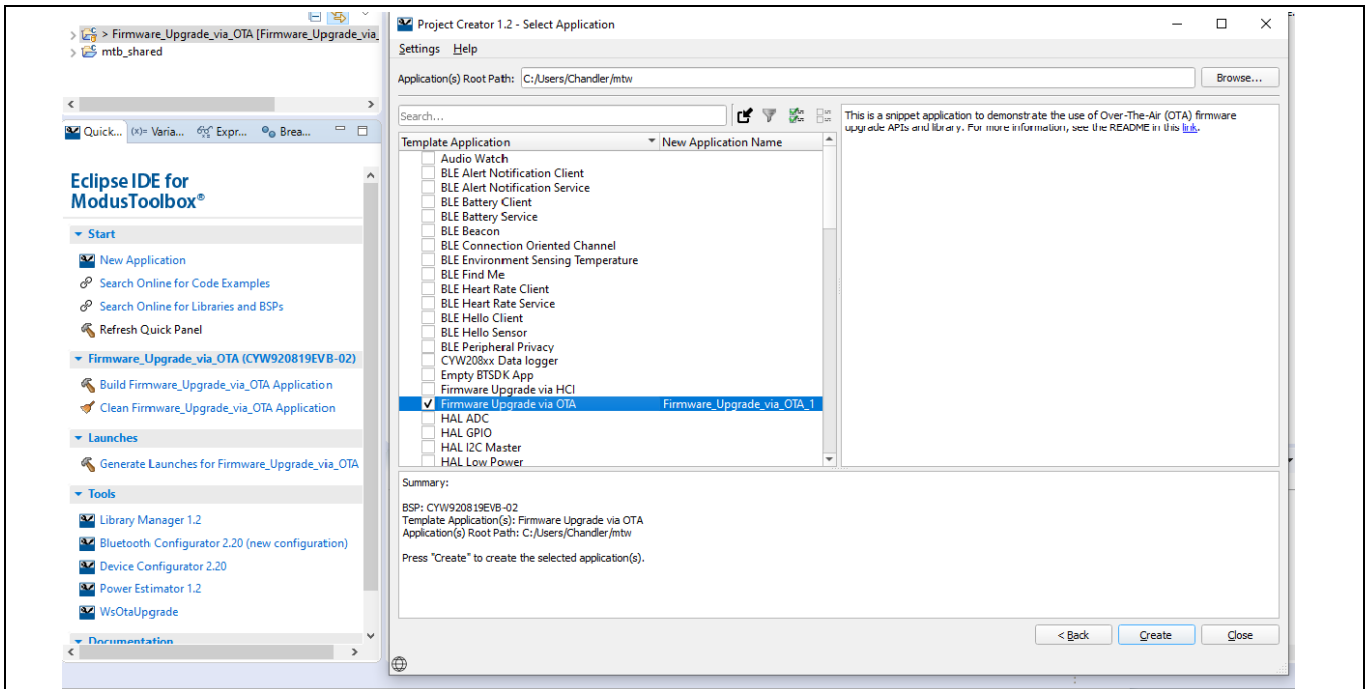 > Firmware_Upgrade_via_OTA [Firmware_Upgrade_via_
mtb_shared
Quick... (x)= Varia... Expr... Brea...
Eclipse IDE for
ModusToolbox®
Start
New Application
Search Online for Code Examples
Search Online for Libraries and BSPs
Refresh Quick Panel
Firmware_Upgrade_via_OTA (CYW920819EVB-02)
Build Firmware_Upgrade_via_OTA Application
Clean Firmware_Upgrade_via_OTA Application
Launches
Generate Launches for Firmware_Upgrade_via_OTA
Tools
Library Manager 1.2
Bluetooth Configurator 2.20 (new configuration)
Device Configurator 2.20
Power Estimator 1.2
WsOtaUpgrade
Documentation
Project Creator 1.2 - Select Application
Settings Help
Application(s) Root Path: C:/Users/Chandler/mtw Browse...
Search...
Template Application New Application Name
Audio Watch
BLE Alert Notification Client
BLE Alert Notification Service
BLE Battery Client
BLE Battery Service
BLE Beacon
BLE Connection Oriented Channel
BLE Environment Sensing Temperature
BLE Find Me
BLE Heart Rate Client
BLE Heart Rate Service
BLE Hello Client
BLE Hello Sensor
BLE Peripheral Privacy
CYW208xx Data logger
Empty BTSDK App
Firmware Upgrade via HCI
Firmware Upgrade via OTA Firmware_Upgrade_via_OTA_1
HAL ADC
HAL GPIO
HAL I2C Master
HAL Low Power
This is a snippet application to demonstrate the use of Over-The-Air (OTA) firmware
upgrade APIs and library. For more information, see the README in this link.
Summary:
BSP: CYW920819EVB-02
Template Application(s): Firmware Upgrade via OTA
Application(s) Root Path: C:/Users/Chandler/mtw
Press "Create" to create the selected application(s).
< Back Create Close